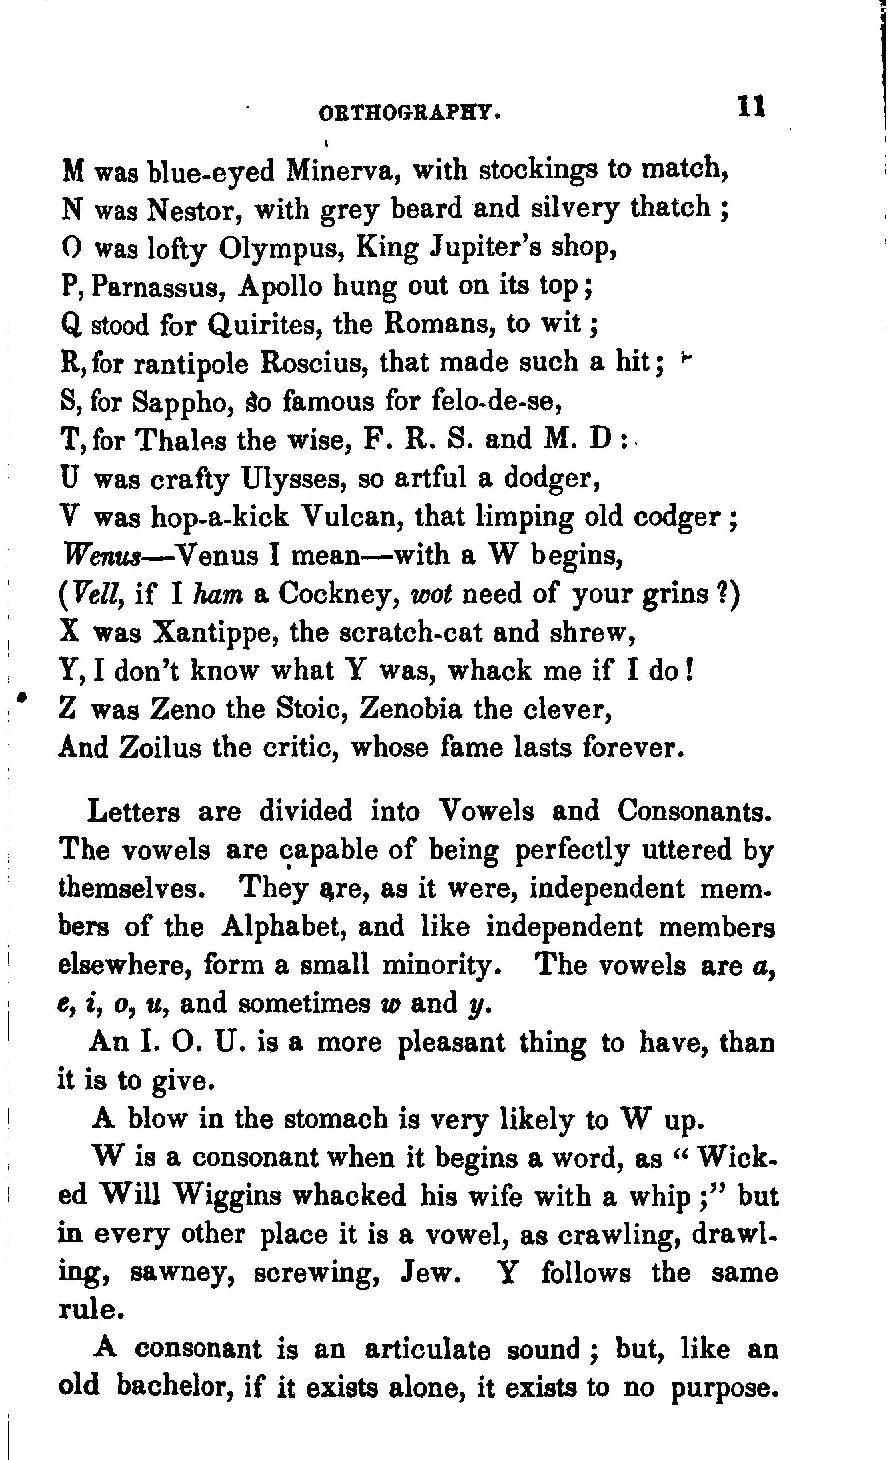 ORTHOGRAPHY. 11
M was blue-eyed Minerva, with stockings to match,
N was Nestor, with grey beard and silvery thatch ;
O was lofty Olympus, King Jupiter's shop,
P, Parnassus, Apollo hung out on its top ;
Q stood for Quirites, the Romans, to wit ;
R, for rantipole Roscius, that made such a hit ;
S, for Sappho, so famous for felo-de-se,
T, for Thales the wise, F. R. S. and M. D :
U was crafty Ulysses, so artful a dodger,
V was hop-a-kick Vulcan, that limping old codger ;
Wenus—Venus I mean—with a W begins,
(Vell, if I ham a Cockney, wot need of your grins ?)
X was Xantippe, the scratch-cat and shrew,
Y, I don't know what Y was, whack me if I do !
Z was Zeno the Stoic, Zenobia the clever,
And Zoilus the critic, whose fame lasts forever.
Letters are divided into Vowels and Consonants.
The vowels are capable of being perfectly uttered by
themselves. They are, as it were, independent mem-
bers of the Alphabet, and like independent members
elsewhere, form a small minority. The vowels are a,
e, i, o, u, and sometimes w and y.
An I. O. U. is a more pleasant thing to have, than
it is to give.
A blow in the stomach is very likely to W up.
W is a consonant when it begins a word, as “ Wick-
ed Will Wiggins whacked his wife with a whip ;” but
in every other place it is a vowel, as crawling, drawl-
ing, sawney, screwing, Jew. Y follows the same
rule.
A consonant is an articulate sound ; but, like an
old bachelor, if it exists alone, it exists to no purpose.